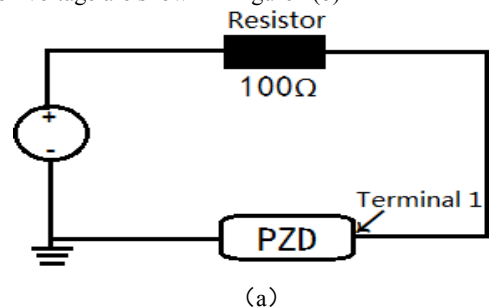 Resistor
100Ω
+
-
Terminal 1
PZD
(a)